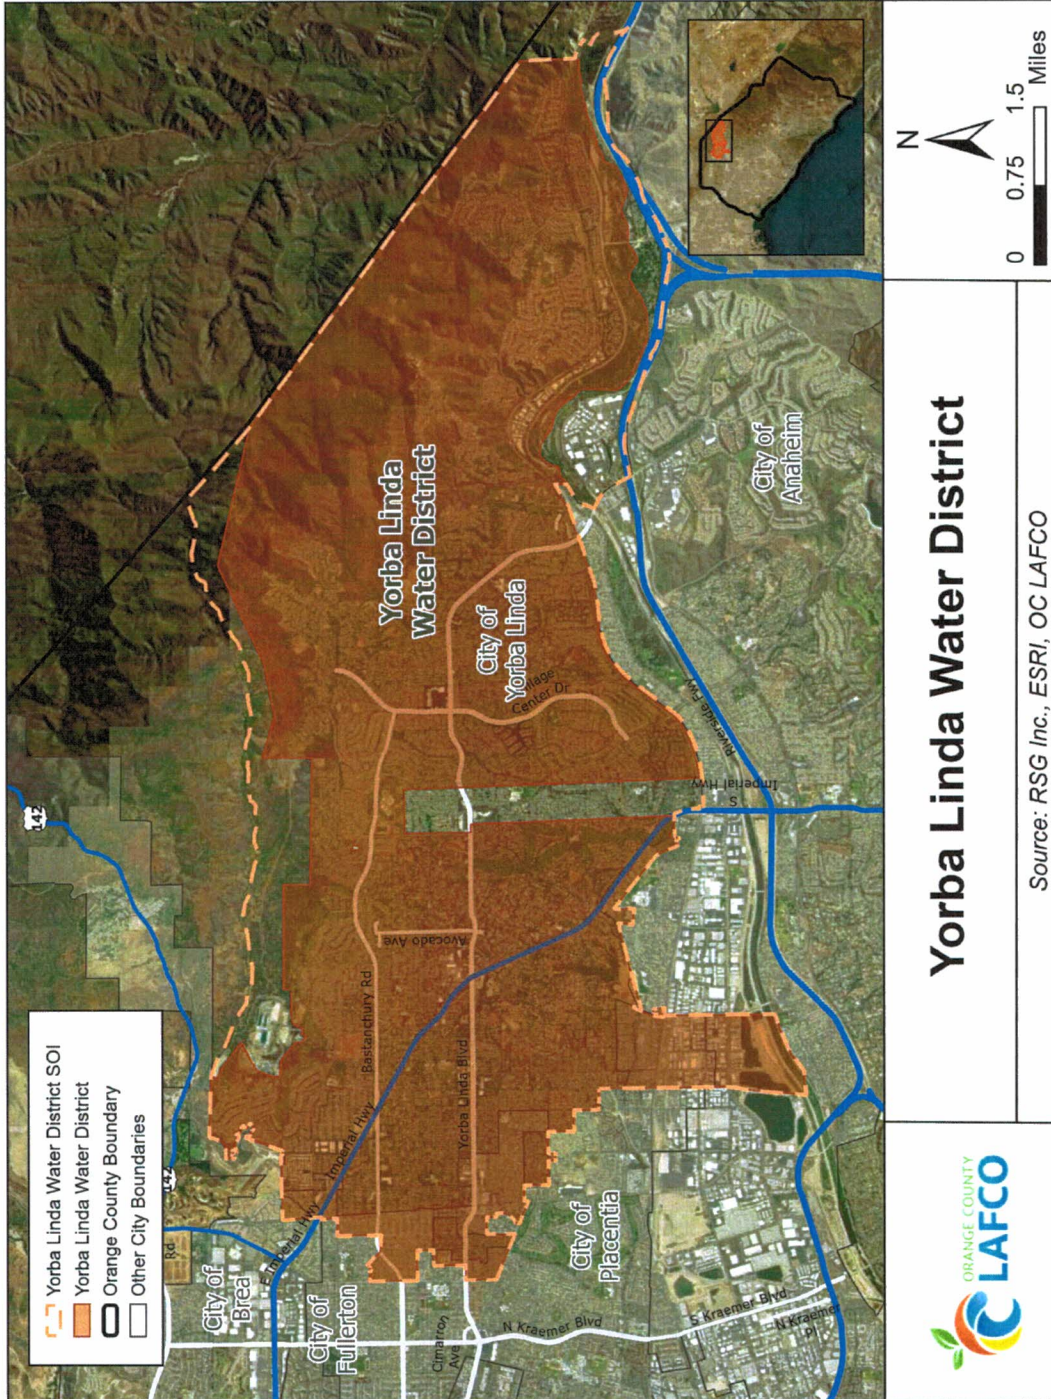 Yorba Linda Water District SOI
Yorba Linda Water District
Orange County Boundary
Other City Boundaries
142
142
Rd
City of
Brea
E Imperial Hwy
Imperial Hwy
City of
Fullerton
Bastanchury Rd
Avocado Ave
Yorba Linda Blvd
Cimarron
Ave
N Kraemer Blvd
S Kraemer Blvd
N Kraemer
Pl
City of
Placentia
Yorba Linda
Water District
City of
Yorba Linda
Village
Center Dr
S
Imperial Hwy
Riverside Fwy
City of
Anaheim
ORANGE COUNTY
LAFCO
Yorba Linda Water District
Source: RSG Inc., ESRI, OC LAFCO
N
0 0.75 1.5
Miles